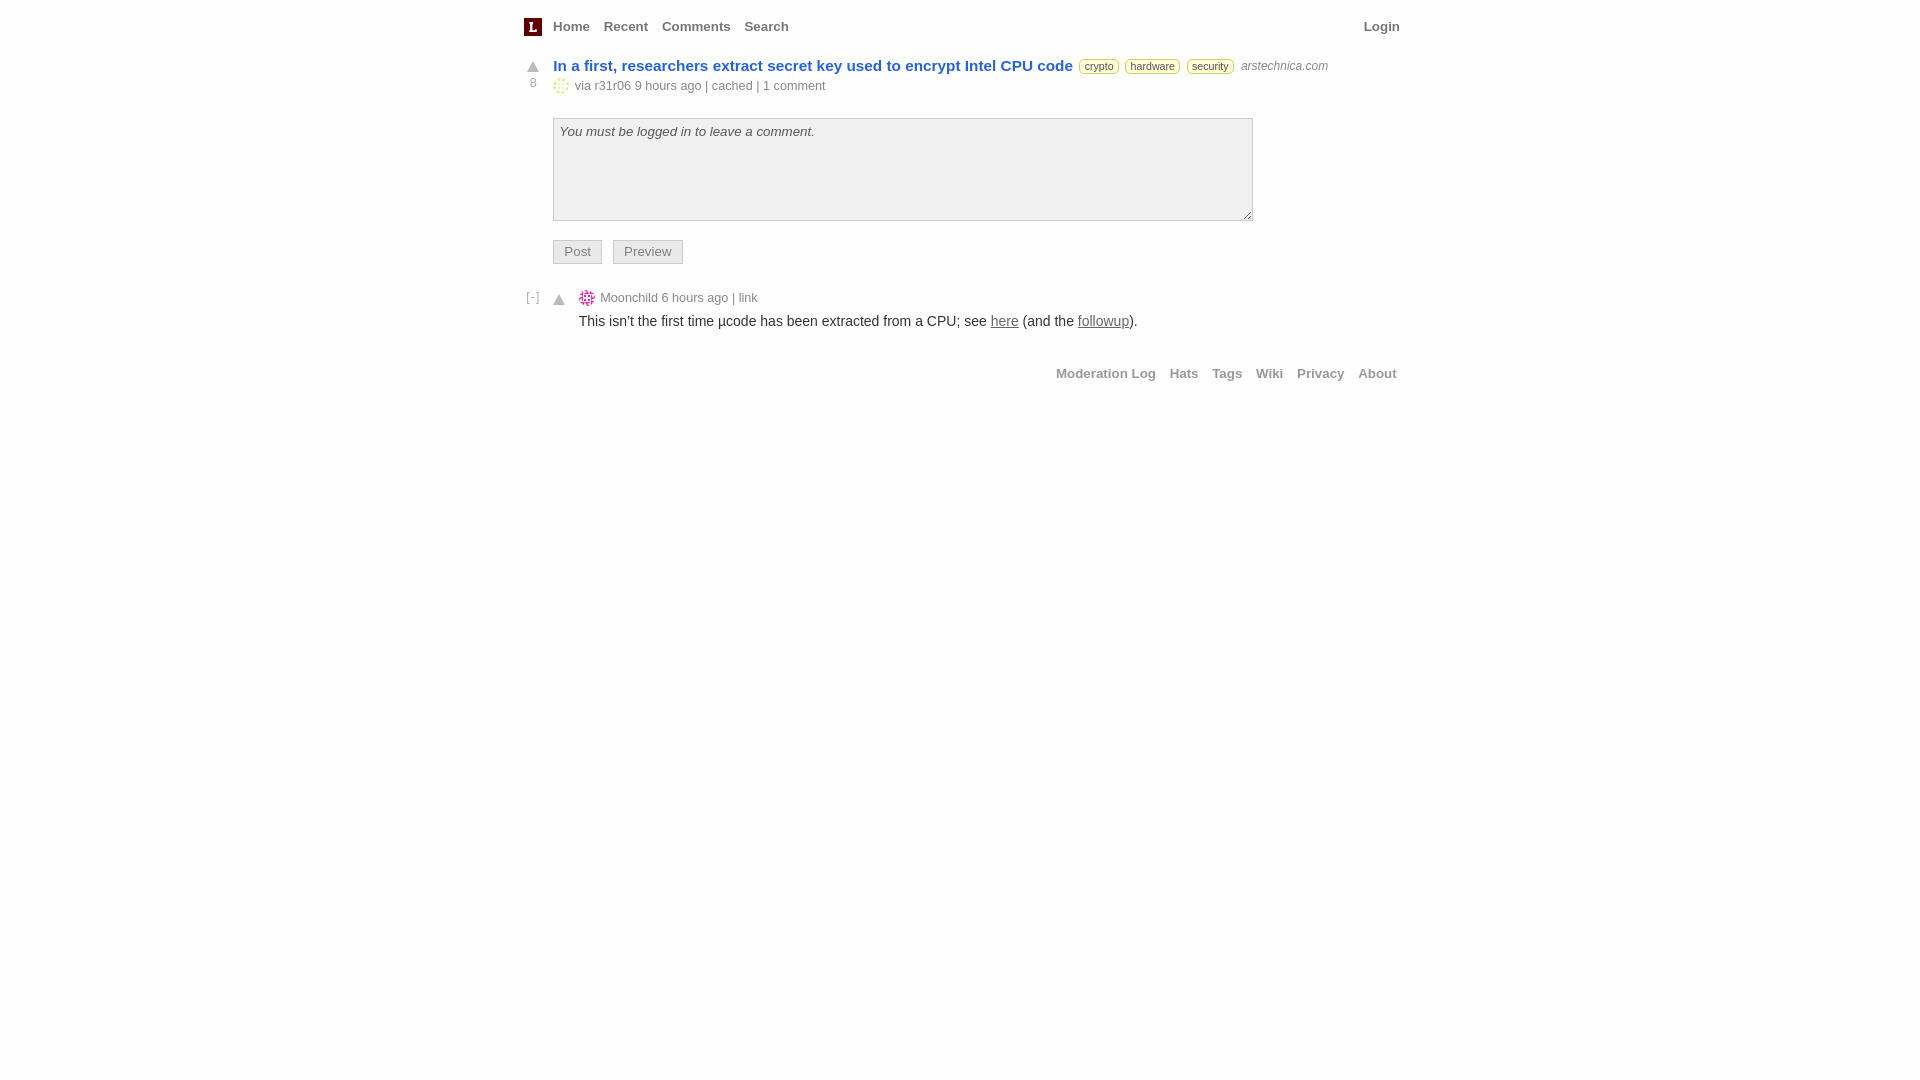 L Home Recent Comments Search Login
In a first, researchers extract secret key used to encrypt Intel CPU code crypto hardware security arstechnica.com
8 via r31r06 9 hours ago | cached | 1 comment
You must be logged in to leave a comment.
Post Preview
[-] Moonchild 6 hours ago | link
This isn’t the first time µcode has been extracted from a CPU; see here (and the followup).
Moderation Log Hats Tags Wiki Privacy About